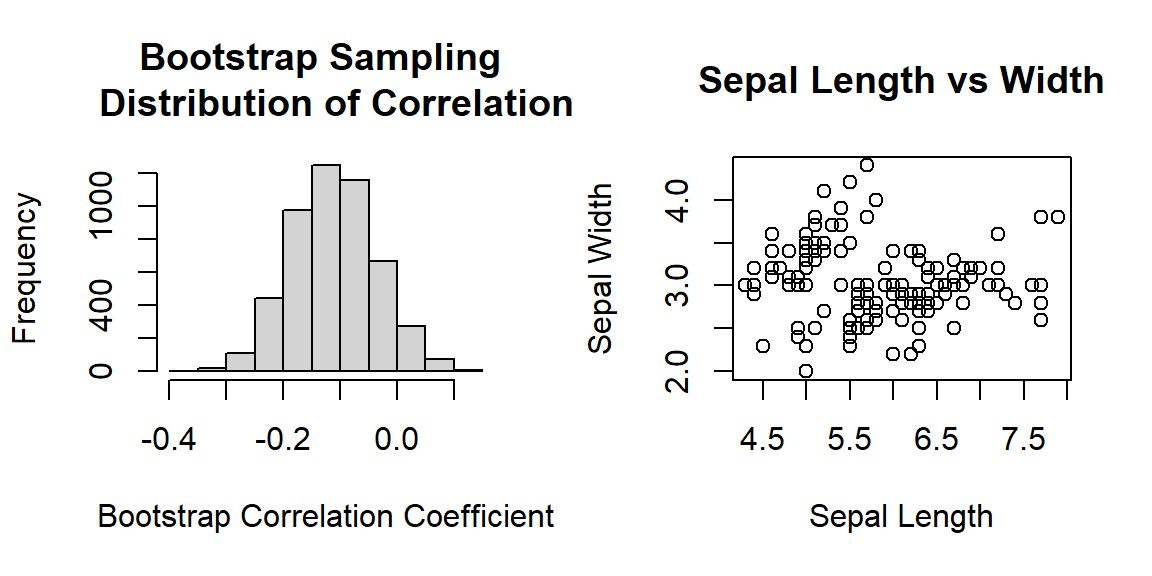 Bootstrap Sampling
Distribution of Correlation
Frequency
0
400
1000
-0.4
-0.2
0.0
Bootstrap Correlation Coefficient
Sepal Length vs Width
Sepal Width
2.0
3.0
4.0
4.5
5.5
6.5
7.5
Sepal Length